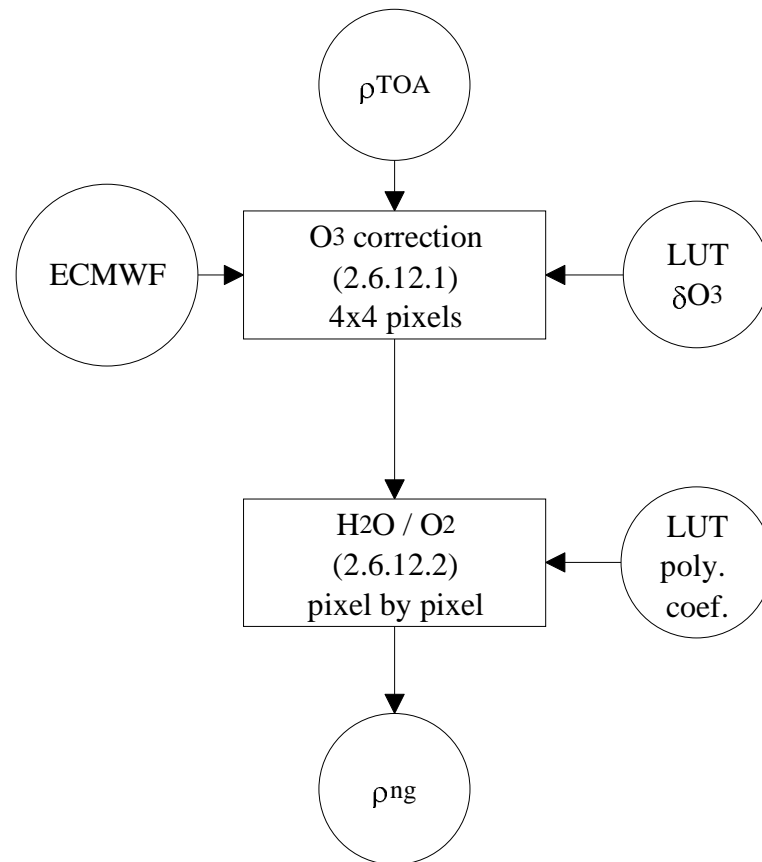 ρTOA
ECMWF
O3 correction
(2.6.12.1)
4x4 pixels
LUT
δO3
H2O / O2
(2.6.12.2)
pixel by pixel
LUT
poly.
coef.
ρng